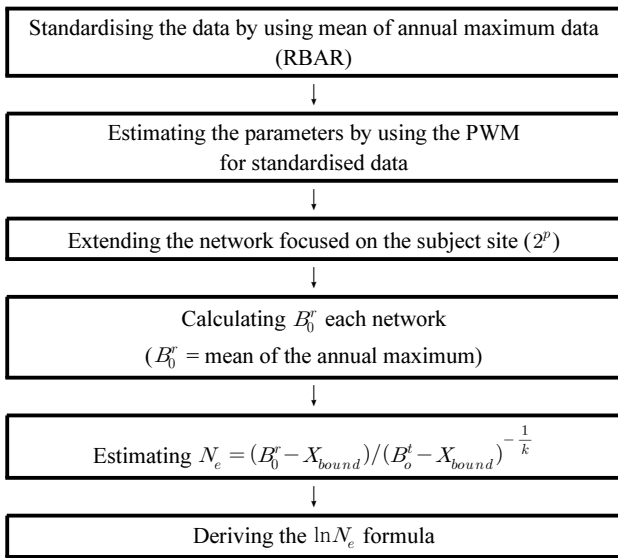 Standardising the data by using mean of annual maximum data
(RBAR)
↓
Estimating the parameters by using the PWM
for standardised data
↓
Extending the network focused on the subject site (2^p)
↓
Calculating B_0^r each network
(B_0^r = mean of the annual maximum)
↓
Estimating N_e = (B_0^r − X_bound)/(B_o^t − X_bound)^{−1/k}
↓
Deriving the lnN_e formula